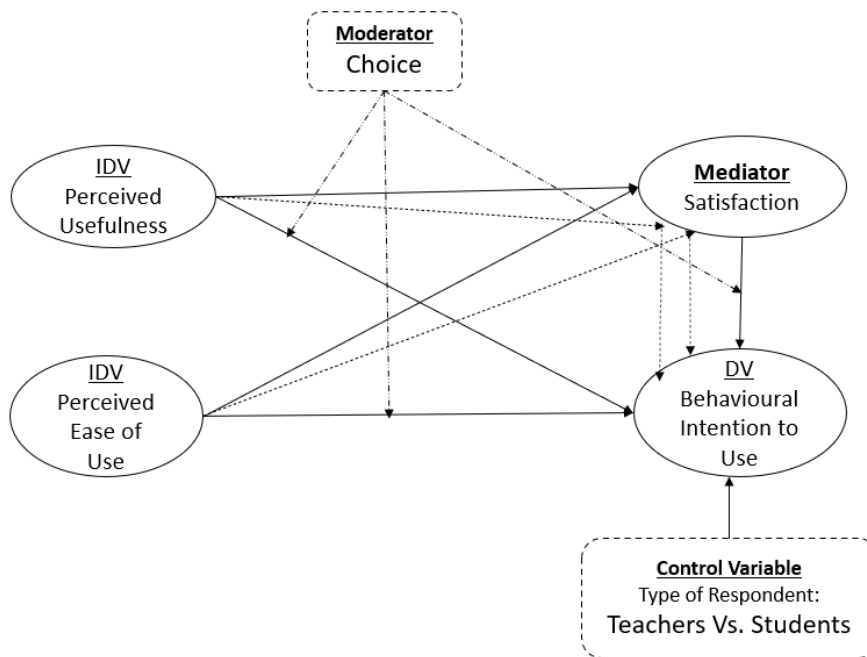 Moderator
Choice
IDV
Perceived
Usefulness
Mediator
Satisfaction
IDV
Perceived
Ease of
Use
DV
Behavioural
Intention to
Use
Control Variable
Type of Respondent:
Teachers Vs. Students